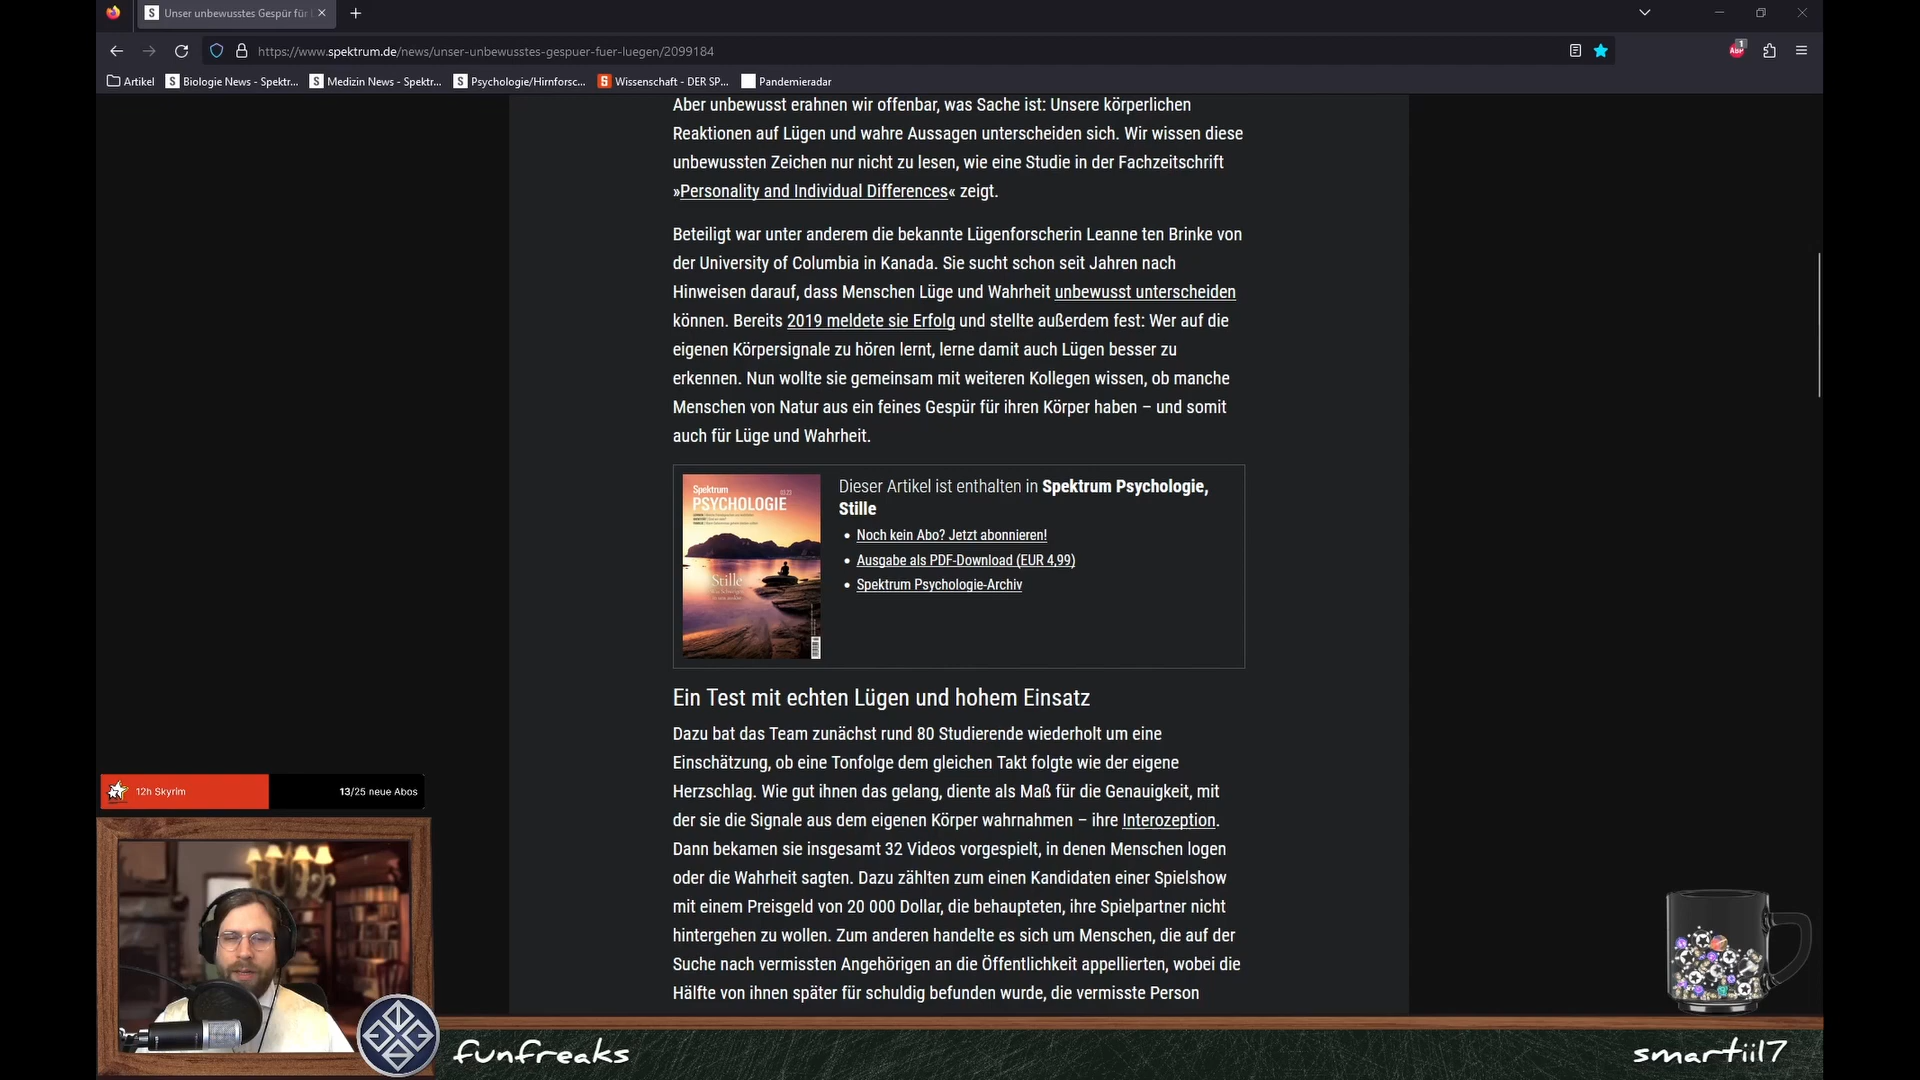 Unser unbewusstes Gespür für
https://www.spektrum.de/news/unser-unbewusstes-gespuer-fuer-luegen/2099184
ABP 1
Artikel
Biologie News - Spektr...
Medizin News - Spektr...
Psychologie/Hirnforsc...
Wissenschaft - DER SP...
Pandemieradar
Aber unbewusst erahnen wir offenbar, was Sache ist: Unsere körperlichen
Reaktionen auf Lügen und wahre Aussagen unterscheiden sich. Wir wissen diese
unbewussten Zeichen nur nicht zu lesen, wie eine Studie in der Fachzeitschrift
»Personality and Individual Differences« zeigt.
Beteiligt war unter anderem die bekannte Lügenforscherin Leanne ten Brinke von
der University of Columbia in Kanada. Sie sucht schon seit Jahren nach
Hinweisen darauf, dass Menschen Lüge und Wahrheit unbewusst unterscheiden
können. Bereits 2019 meldete sie Erfolg und stellte außerdem fest: Wer auf die
eigenen Körpersignale zu hören lernt, lerne damit auch Lügen besser zu
erkennen. Nun wollte sie gemeinsam mit weiteren Kollegen wissen, ob manche
Menschen von Natur aus ein feines Gespür für ihren Körper haben – und somit
auch für Lüge und Wahrheit.
Spektrum
PSYCHOLOGIE
Stille
Dieser Artikel ist enthalten in Spektrum Psychologie,
Stille
Noch kein Abo? Jetzt abonnieren!
Ausgabe als PDF-Download (EUR 4,99)
Spektrum Psychologie-Archiv
Ein Test mit echten Lügen und hohem Einsatz
Dazu bat das Team zunächst rund 80 Studierende wiederholt um eine
Einschätzung, ob eine Tonfolge dem gleichen Takt folgte wie der eigene
Herzschlag. Wie gut ihnen das gelang, diente als Maß für die Genauigkeit, mit
der sie die Signale aus dem eigenen Körper wahrnahmen – ihre Interozeption.
Dann bekamen sie insgesamt 32 Videos vorgespielt, in denen Menschen logen
oder die Wahrheit sagten. Dazu zählten zum einen Kandidaten einer Spielshow
mit einem Preisgeld von 20 000 Dollar, die behaupteten, ihre Spielpartner nicht
hintergehen zu wollen. Zum anderen handelte es sich um Menschen, die auf der
Suche nach vermissten Angehörigen an die Öffentlichkeit appellierten, wobei die
Hälfte von ihnen später für schuldig befunden wurde, die vermisste Person
12h Skyrim
13/25 neue Abos
funfreaks
smartiil7